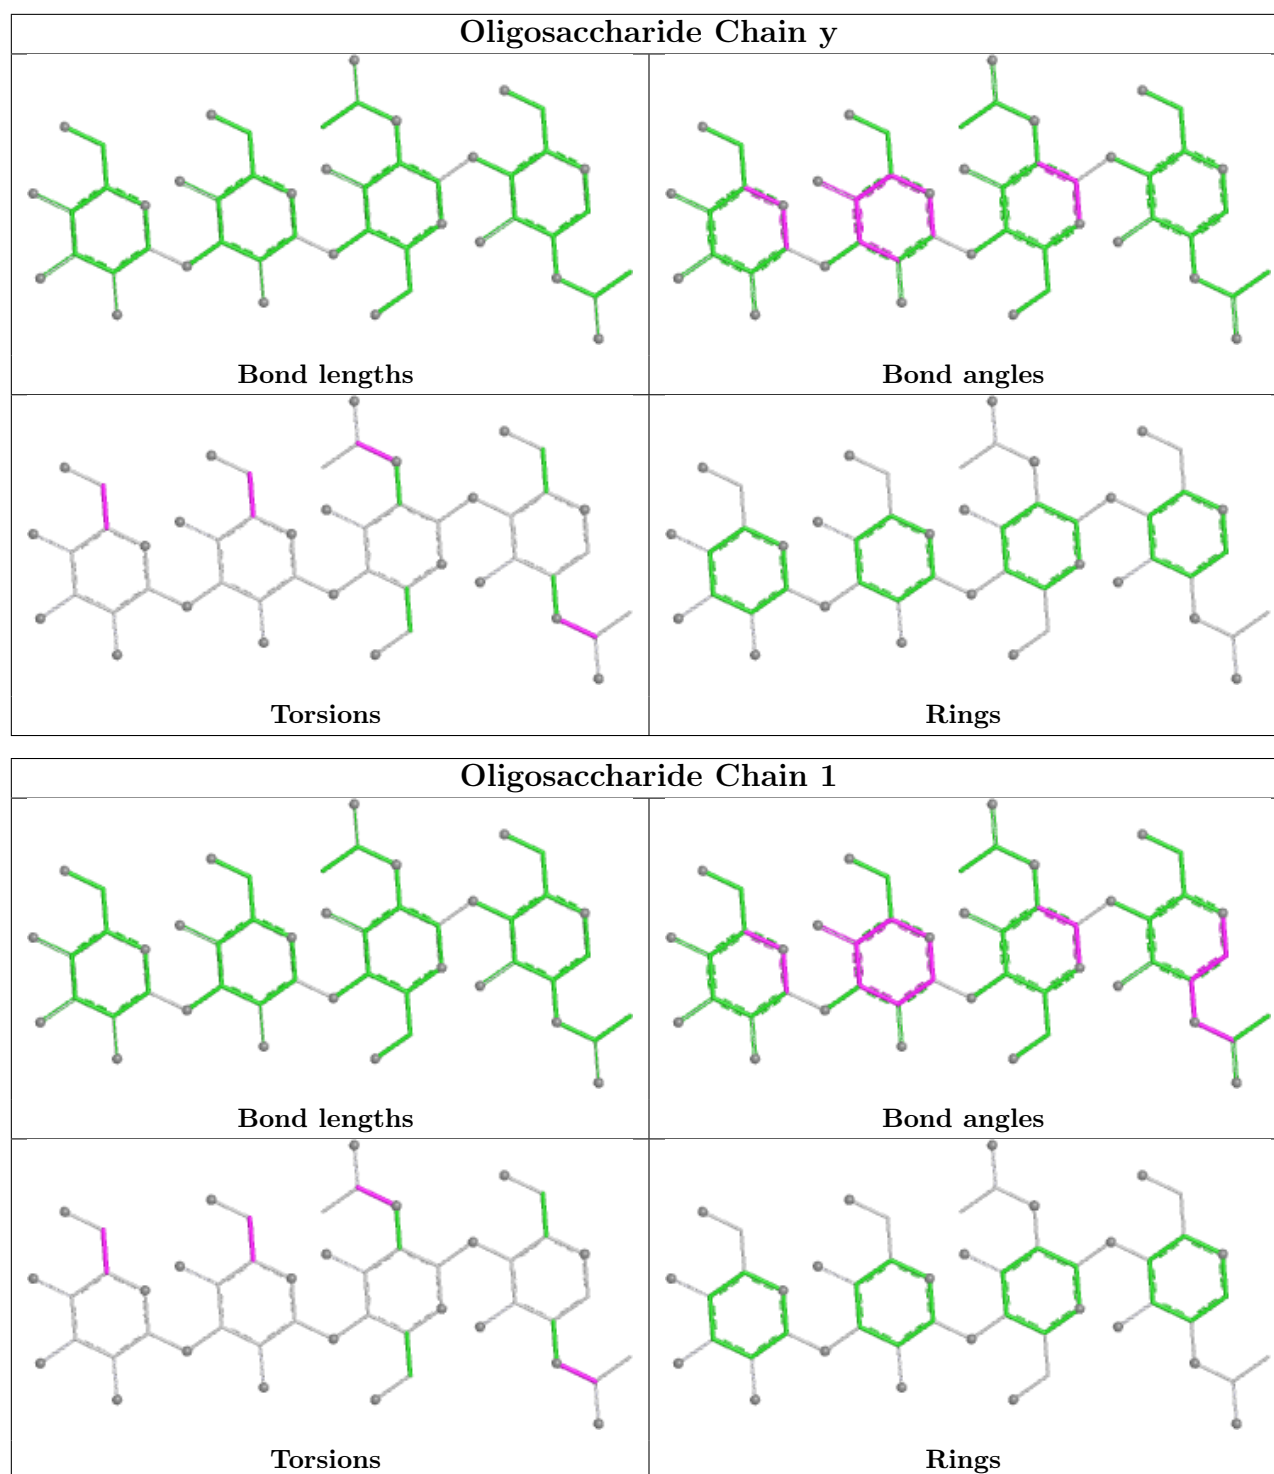 Oligosaccharide Chain y
Bond lengths
Bond angles
Torsions
Rings
Oligosaccharide Chain 1
Bond lengths
Bond angles
Torsions
Rings